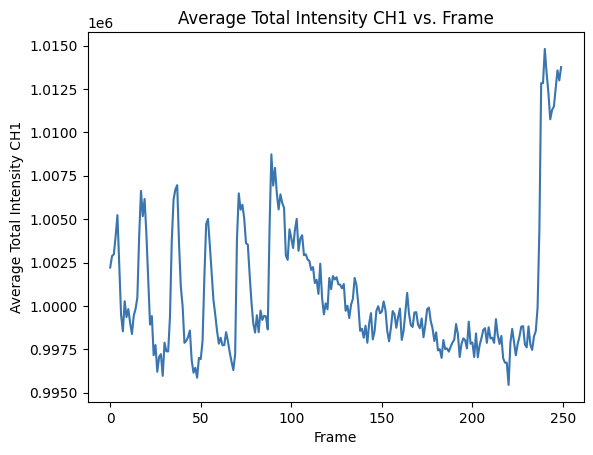 Average Total Intensity CH1 vs. Frame
1e6
1.0150
1.0125
1.0100
1.0075
1.0050
1.0025
1.0000
0.9975
0.9950
Average Total Intensity CH1
0 50 100 150 200 250
Frame